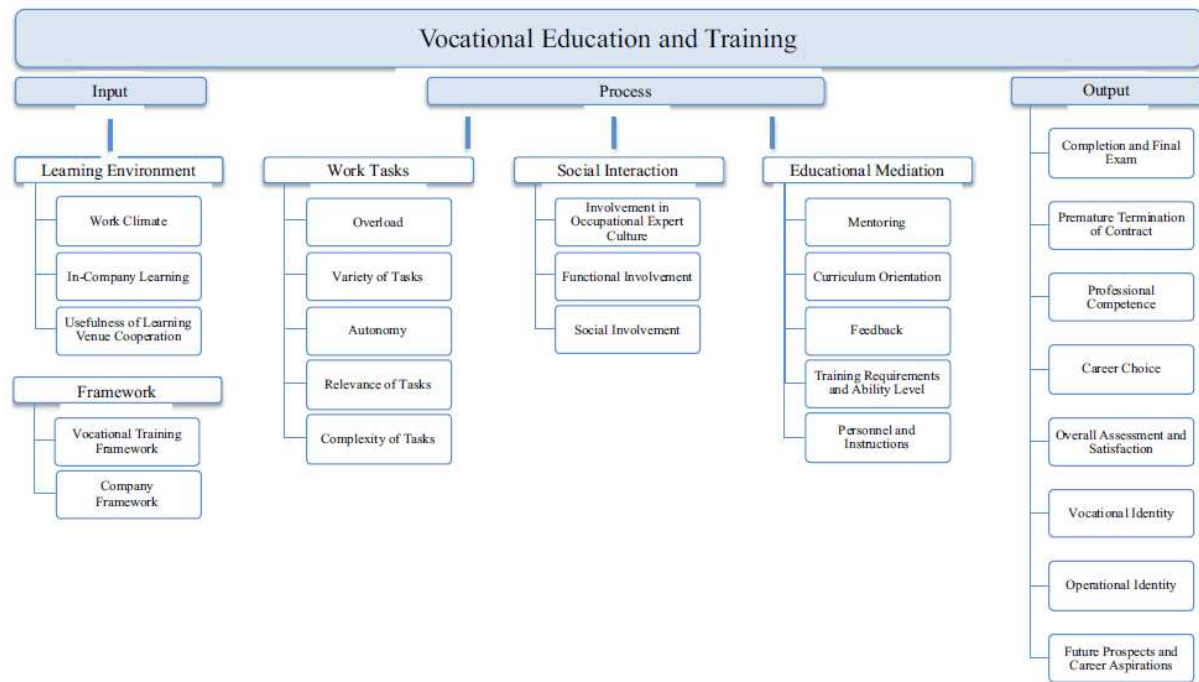 Vocational Education and Training
Input
Process
Output
Learning Environment
Work Climate
In-Company Learning
Usefulness of Learning
Venue Cooperation
Framework
Vocational Training
Framework
Company
Framework
Work Tasks
Overload
Variety of Tasks
Autonomy
Relevance of Tasks
Complexity of Tasks
Social Interaction
Involvement in
Occupational Expert
Culture
Functional Involvement
Social Involvement
Educational Mediation
Mentoring
Curriculum Orientation
Feedback
Training Requirements
and Ability Level
Personnel and
Instructions
Completion and Final
Exam
Premature Termination
of Contract
Professional
Competence
Career Choice
Overall Assessment and
Satisfaction
Vocational Identity
Operational Identity
Future Prospects and
Career Aspirations